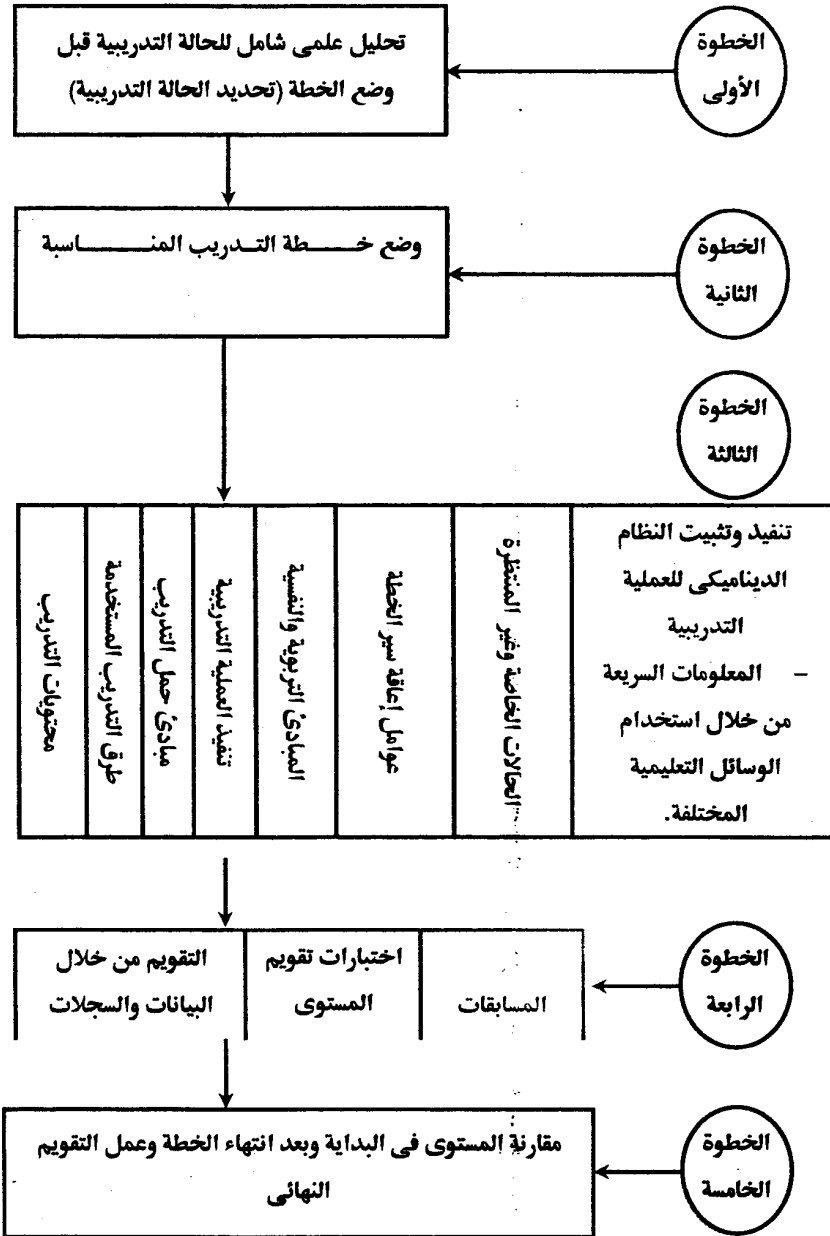 الخطوة
الأولى
تحليل علمى شامل للحالة التدريبية قبل
وضع الخطة (تحديد الحالة التدريبية)
الخطوة
الثانية
وضع خـــــطة التــدريب المنـــــــــاسبة
الخطوة
الثالثة
تنفيذ وتثبيت النظام
الديناميكى للعملية
التدريبية
– المعلومات السريعة
من خلال استخدام
الوسائل التعليمية
المختلفة.
الحالات الخاصة وغير المنتظرة
عوامل إعاقة سير الخطة
المبادئ التربوية والنفسية
تنفيذ العملية التدريبية
مبادئ حمل التدريب
طرق التدريب المستخدمة
محتويات التدريب
الخطوة
الرابعة
المسابقات
اختبارات تقويم
المستوى
التقويم من خلال
البيانات والسجلات
الخطوة
الخامسة
مقارنة المستوى فى البداية وبعد انتهاء الخطة وعمل التقويم
النهائى